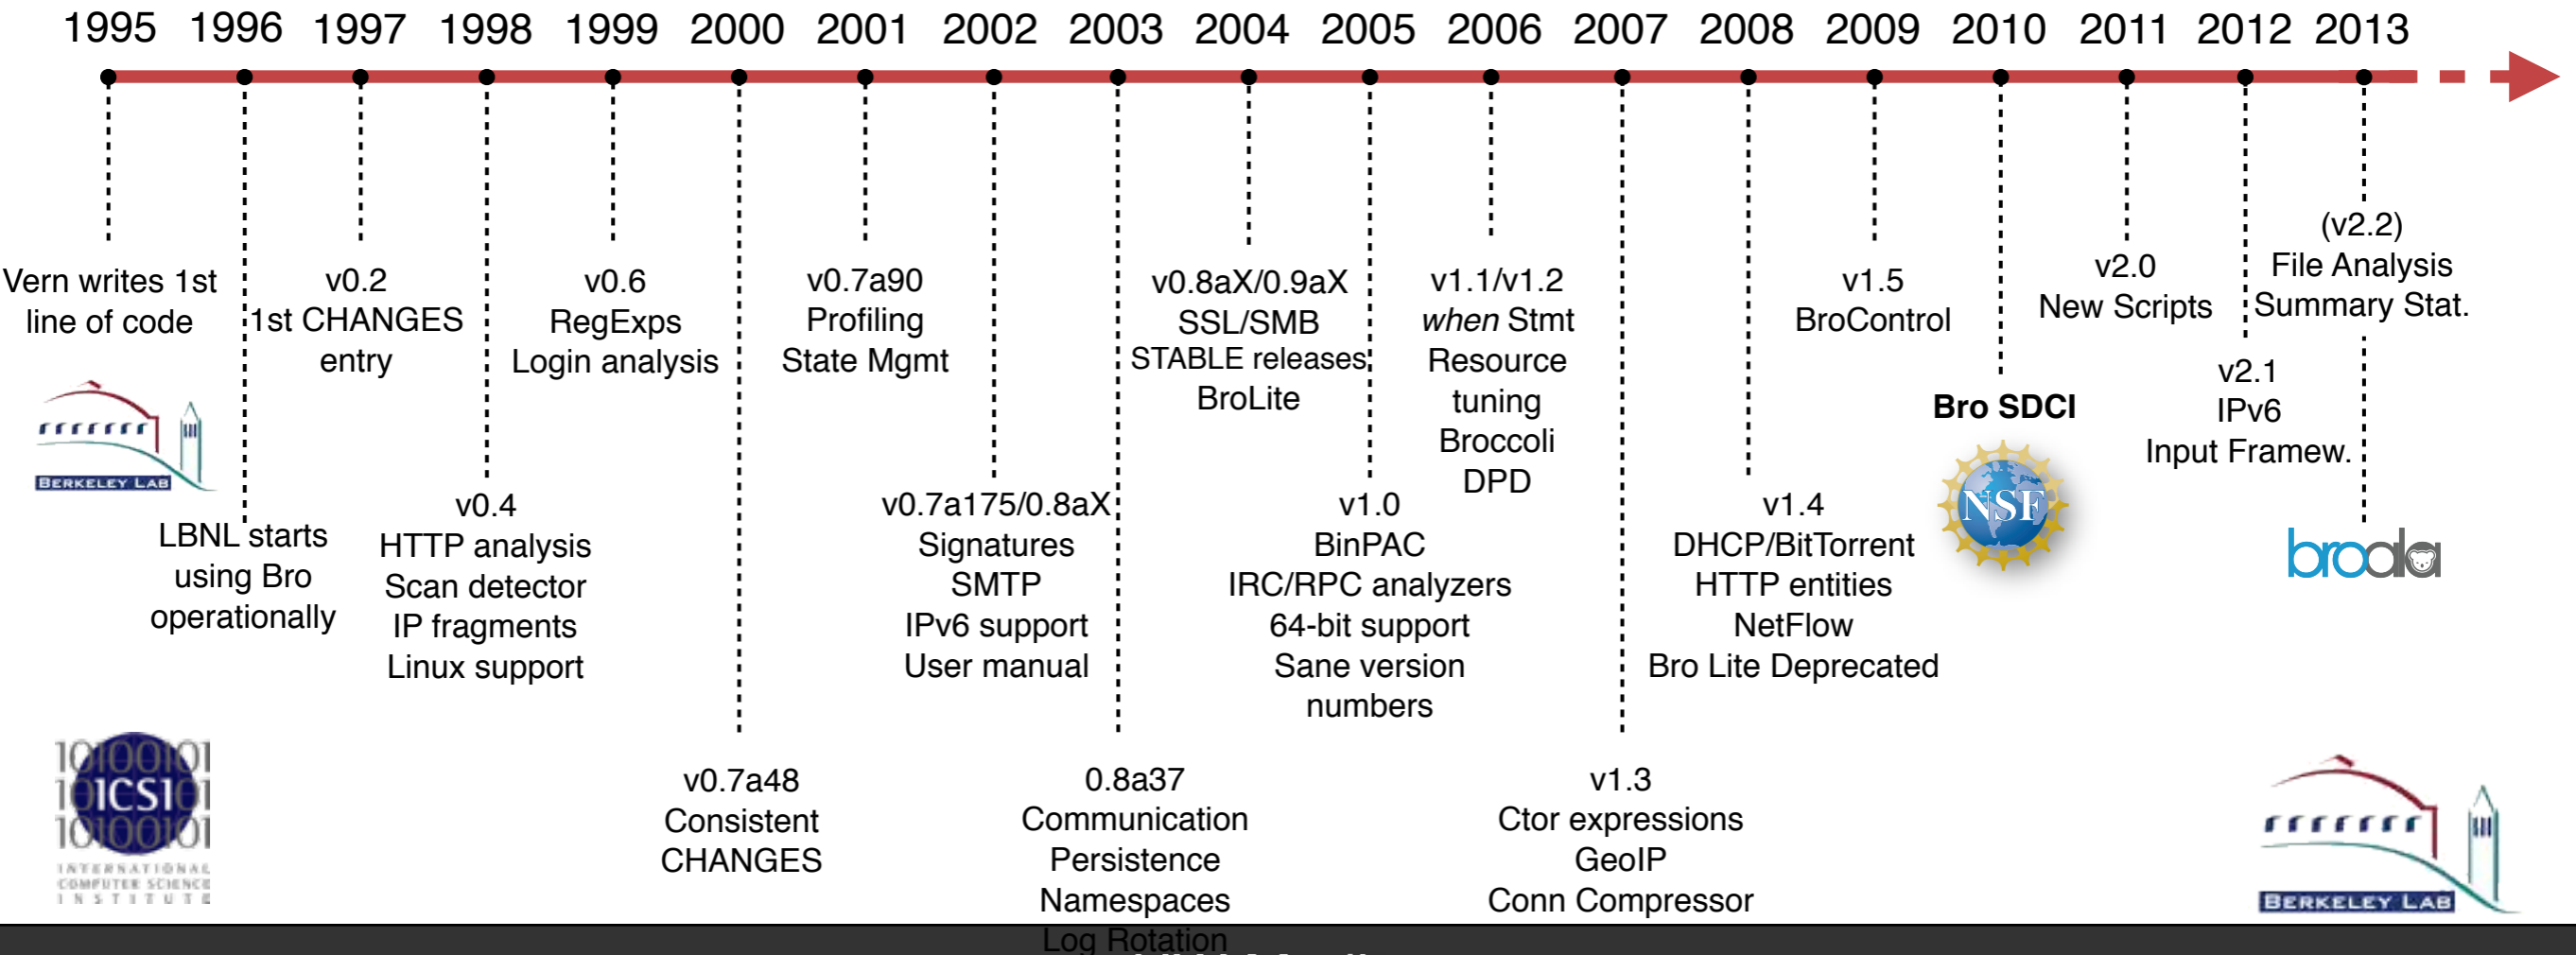 1995 1996 1997 1998 1999 2000 2001 2002 2003 2004 2005 2006 2007 2008 2009 2010 2011 2012 2013
Vern writes 1st
line of code
BERKELEY LAB
LBNL starts
using Bro
operationally
v0.2
1st CHANGES
entry
v0.4
HTTP analysis
Scan detector
IP fragments
Linux support
v0.6
RegExps
Login analysis
v0.7a48
Consistent
CHANGES
v0.7a90
Profiling
State Mgmt
v0.7a175/0.8aX
Signatures
SMTP
IPv6 support
User manual
0.8a37
Communication
Persistence
Namespaces
Log Rotation
v0.8aX/0.9aX
SSL/SMB
STABLE releases
BroLite
v1.0
BinPAC
IRC/RPC analyzers
64-bit support
Sane version
numbers
v1.1/v1.2
when Stmt
Resource
tuning
Broccoli
DPD
v1.3
Ctor expressions
GeoIP
Conn Compressor
v1.4
DHCP/BitTorrent
HTTP entities
NetFlow
Bro Lite Deprecated
v1.5
BroControl
Bro SDCI
NSF
v2.0
New Scripts
v2.1
IPv6
Input Framew.
(v2.2)
File Analysis
Summary Stat.
broala
10100101
101ICSI01
10100101
INTERNATIONAL
COMPUTER SCIENCE
INSTITUTE
BERKELEY LAB